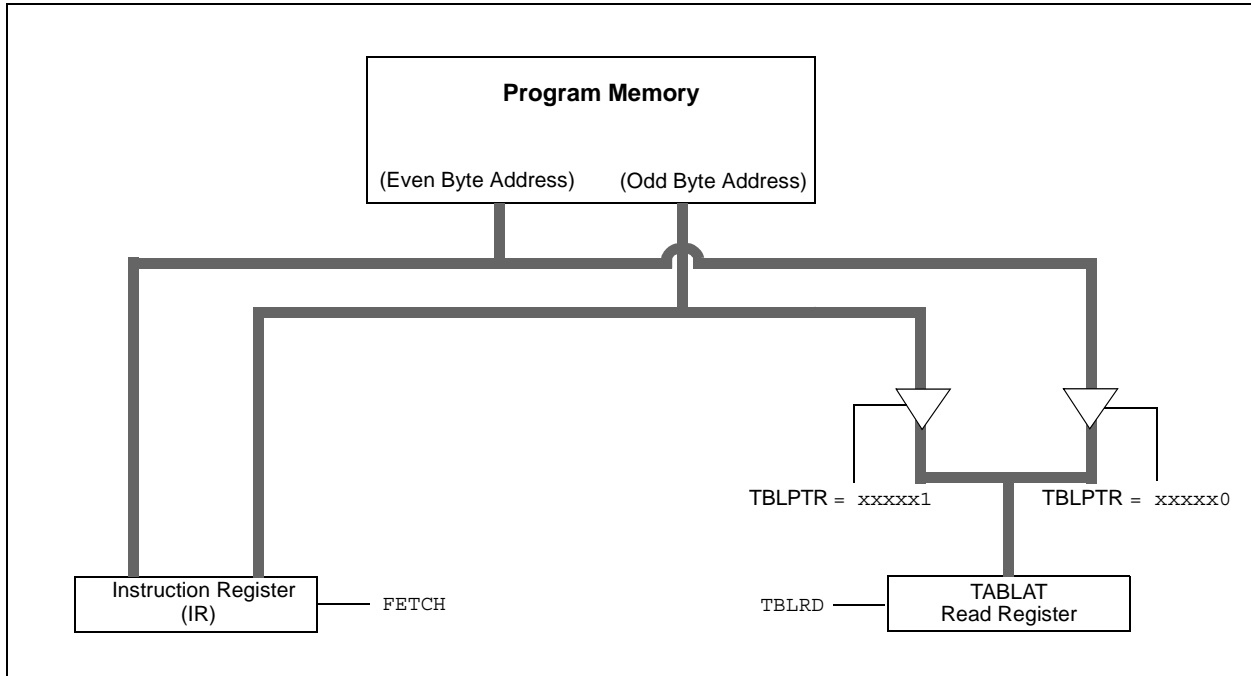 Program Memory
(Even Byte Address) (Odd Byte Address)
TBLPTR = xxxxx1 TBLPTR = xxxxx0
Instruction Register
(IR)
FETCH
TBLRD
TABLAT
Read Register